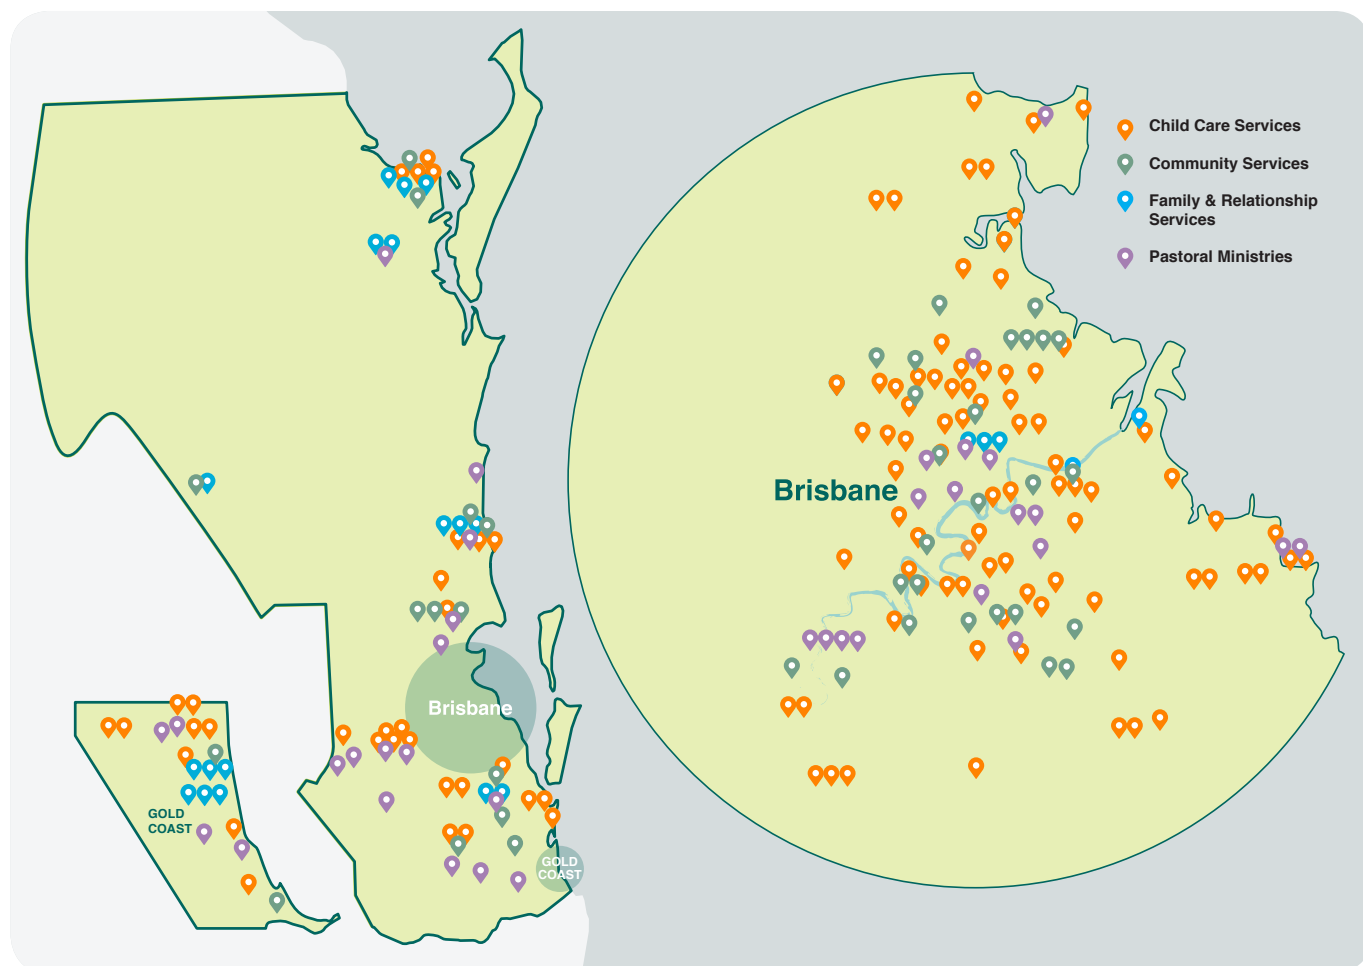 Child Care Services
Community Services
Family & Relationship
Services
Pastoral Ministries
Brisbane
Brisbane
GOLD
COAST
GOLD
COAST